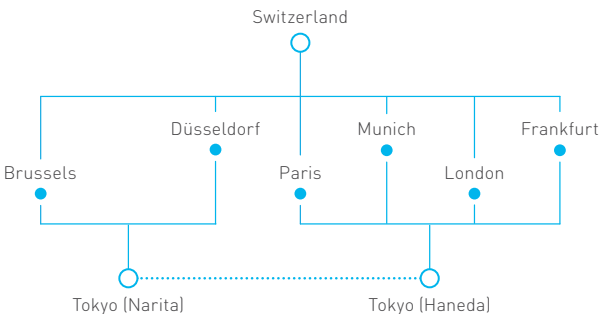 Switzerland
Düsseldorf
Munich
Frankfurt
Brussels
Paris
London
Tokyo (Narita)
Tokyo (Haneda)